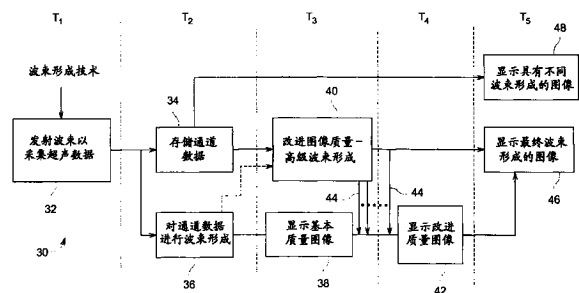 T1
T2
T3
T4
T5
波束形成技术
发射波束以
采集超声数据
32
30
34
存储通道
数据
对通道数据
进行波束形成
36
40
改进图像质量-
高级波束形成
44
44
显示基本
质量图像
38
显示改进
质量图像
42
48
显示具有不同
波束形成的图像
显示最终波束
形成的图像
46